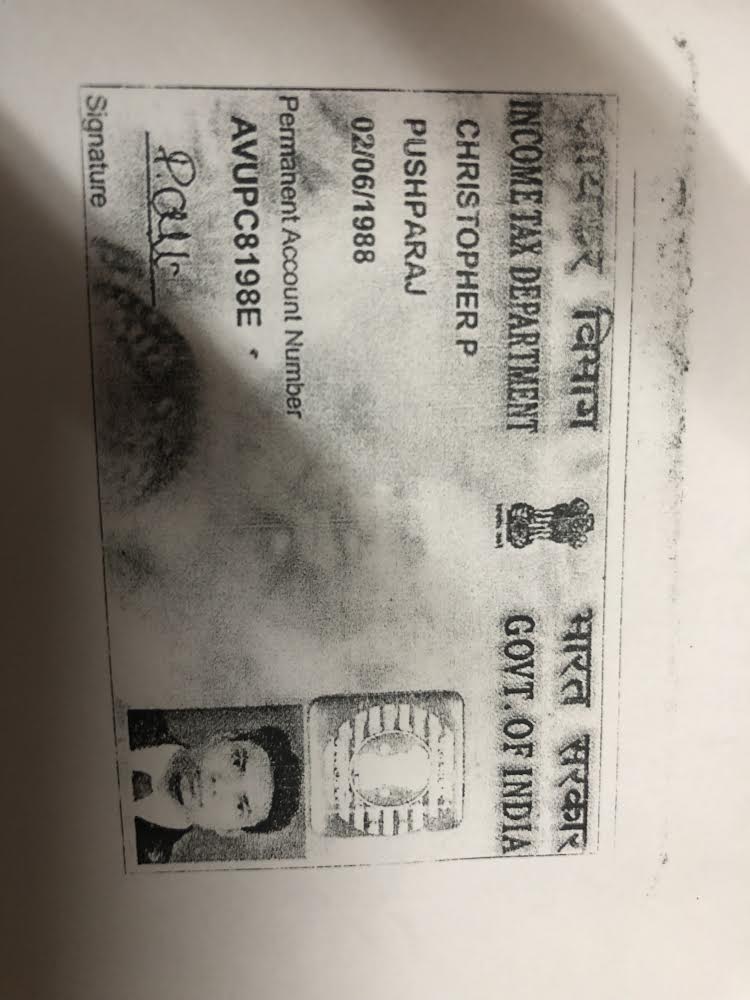 आयकर विभाग भारत सरकार
INCOME TAX DEPARTMENT GOVT. OF INDIA
CHRISTOPHER P
PUSHPARAJ
02/06/1988
Permanent Account Number
AVUPC8198E
Signature